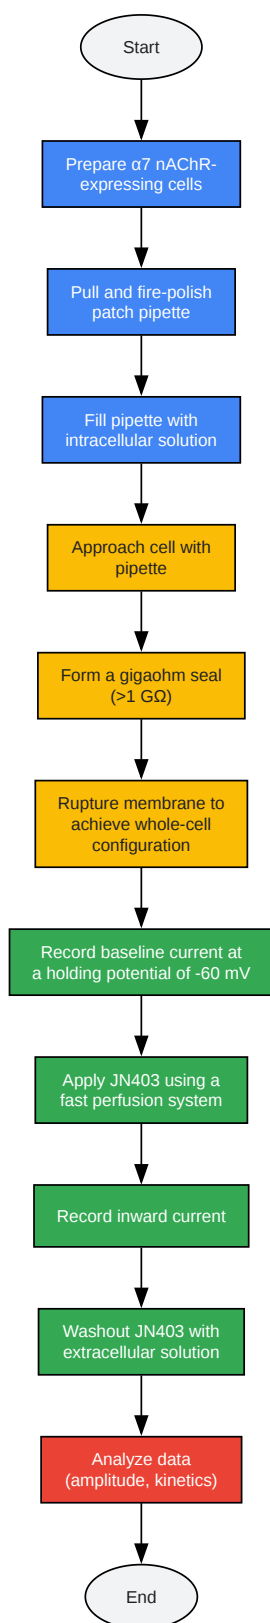 Start
Prepare α7 nAChR-
expressing cells
Pull and fire-polish
patch pipette
Fill pipette with
intracellular solution
Approach cell with
pipette
Form a gigaohm seal
(>1 GΩ)
Rupture membrane to
achieve whole-cell
configuration
Record baseline current at
a holding potential of -60 mV
Apply JN403 using a
fast perfusion system
Record inward current
Washout JN403 with
extracellular solution
Analyze data
(amplitude, kinetics)
End